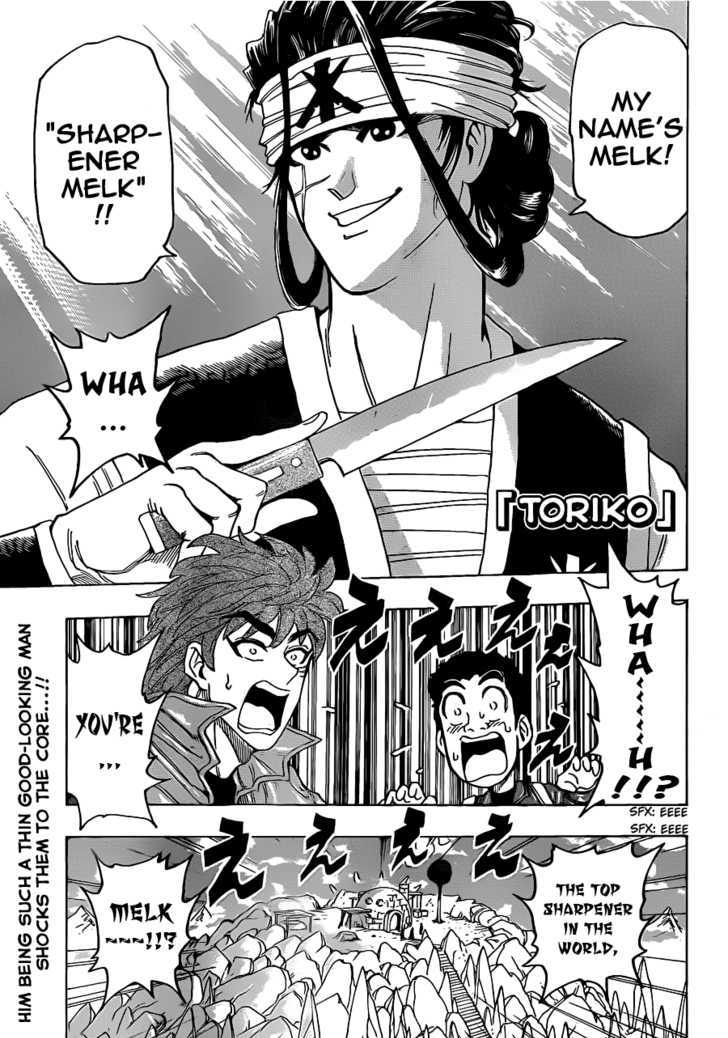 MY
NAME'S
MELK!
"SHARP-
ENER
MELK"
!!
米
WHA
...
「TORIKO」
WHA......H
!!!?
ええええええ
YOU'RE
...
SFX: EEEE
SFX: EEEE
ええええ
THE TOP
SHARPENER
IN THE
WORLD,
MELK
~~~!!?
HIM BEING SUCH A THIN GOOD-LOOKING MAN
SHOCKS THEM TO THE CORE...!!